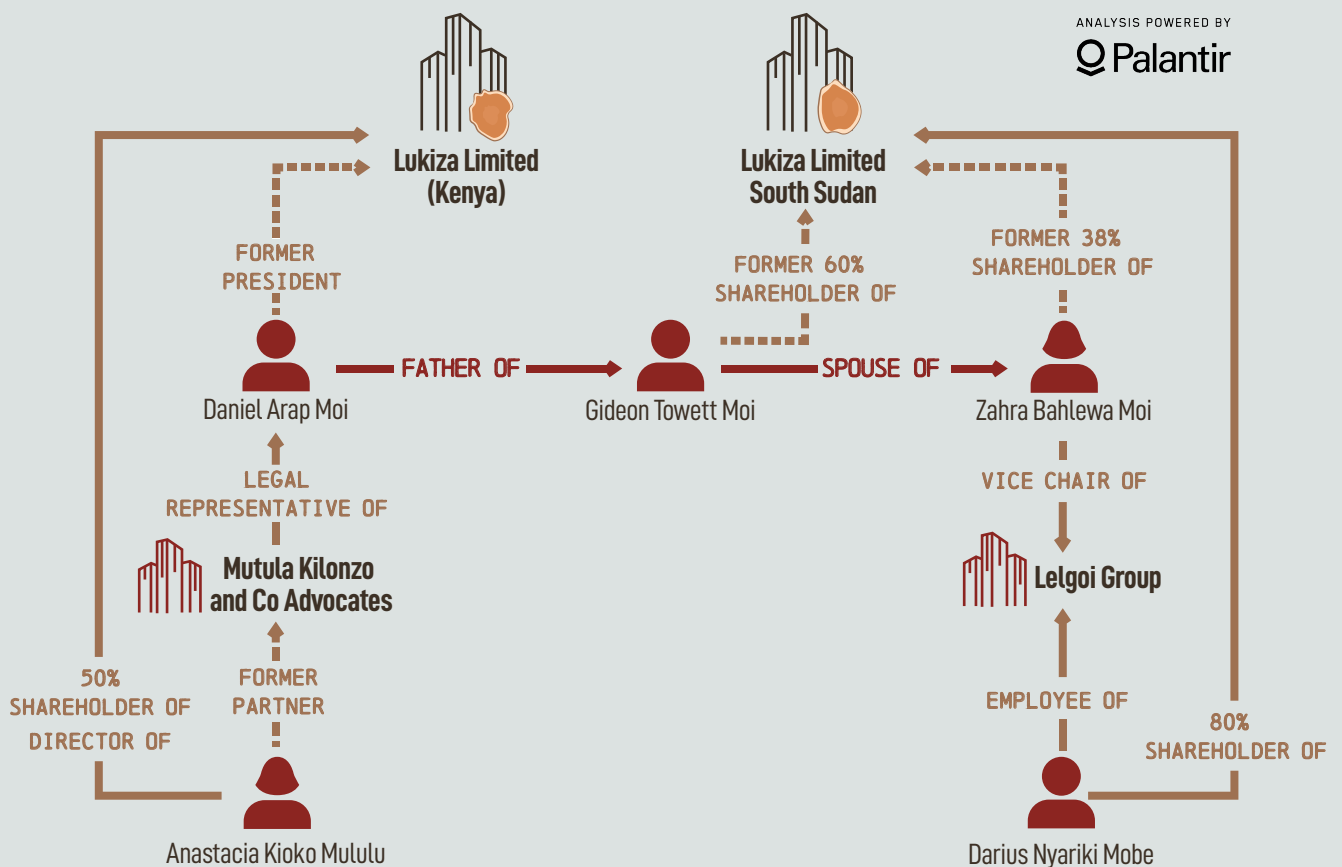 ANALYSIS POWERED BY
Palantir
Lukiza Limited
(Kenya)
Lukiza Limited
South Sudan
FORMER
PRESIDENT
FORMER 60%
SHAREHOLDER OF
FORMER 38%
SHAREHOLDER OF
FATHER OF
SPOUSE OF
Daniel Arap Moi
Gideon Towett Moi
Zahra Bahlewa Moi
LEGAL
REPRESENTATIVE OF
VICE CHAIR OF
Mutula Kilonzo
and Co Advocates
Lelgoi Group
50%
SHAREHOLDER OF
DIRECTOR OF
FORMER
PARTNER
EMPLOYEE OF
80%
SHAREHOLDER OF
Anastacia Kioko Mululu
Darius Nyariki Mobe